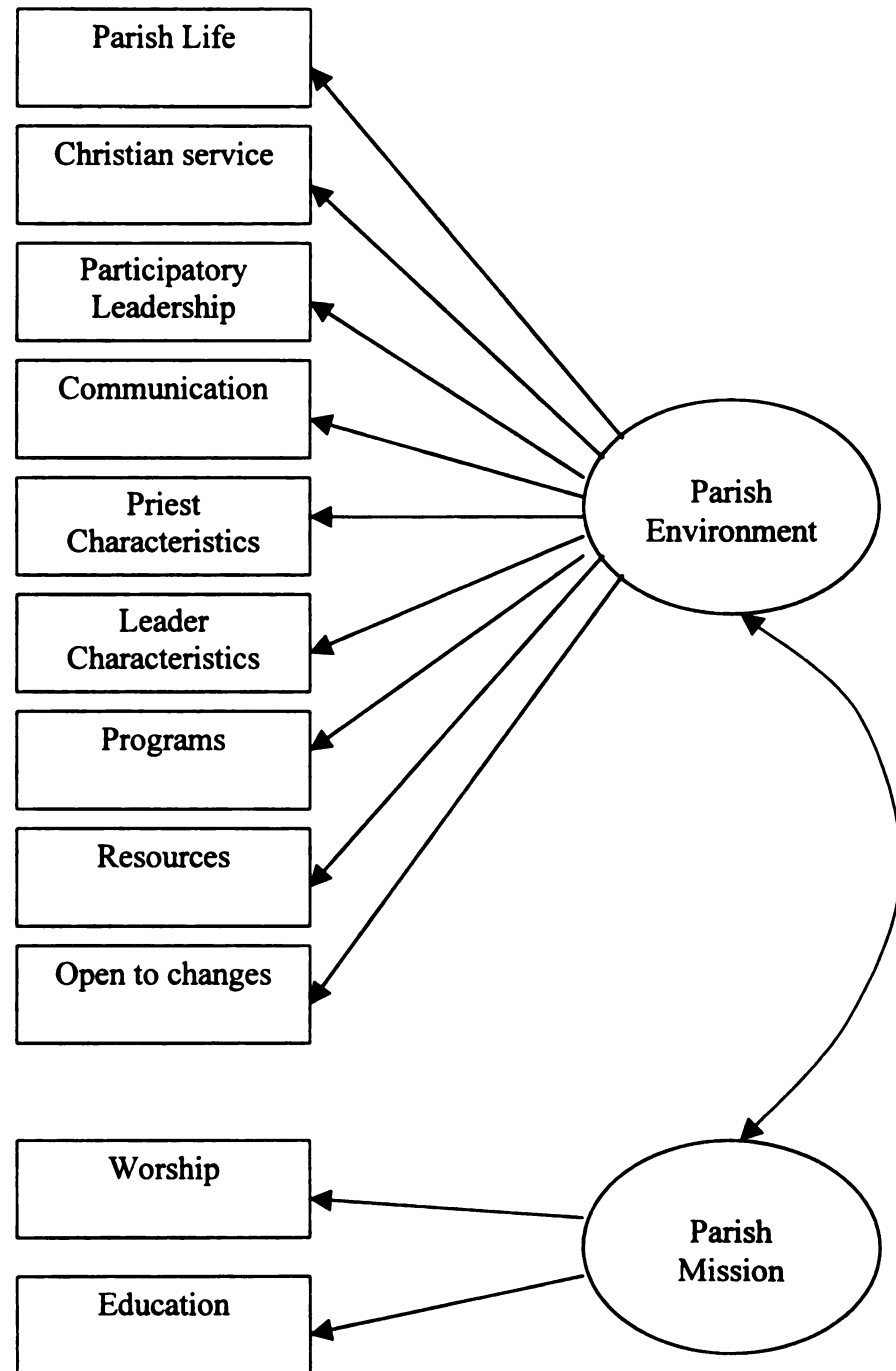 Parish Life
Christian service
Participatory
Leadership
Communication
Priest
Characteristics
Leader
Characteristics
Programs
Resources
Open to changes
Parish
Environment
Worship
Education
Parish
Mission